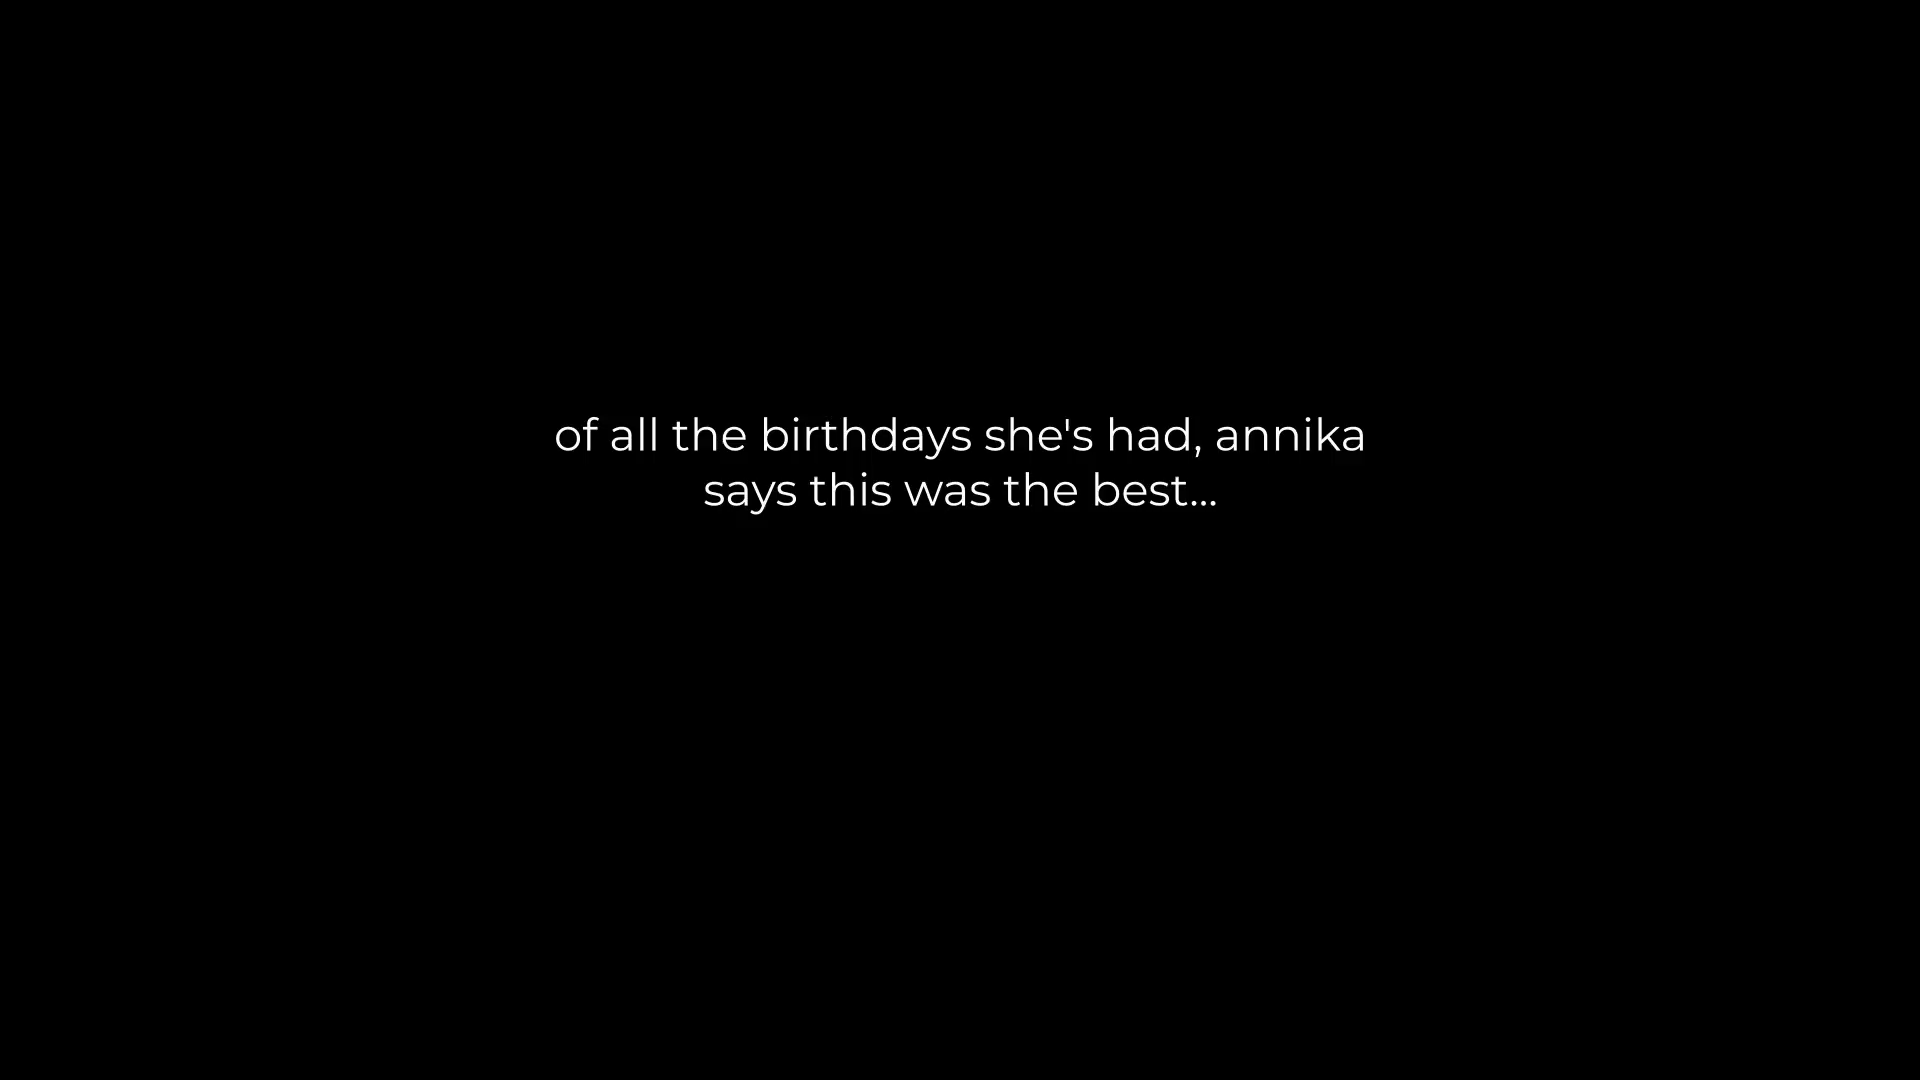 of all the birthdays she's had, annika
says this was the best...